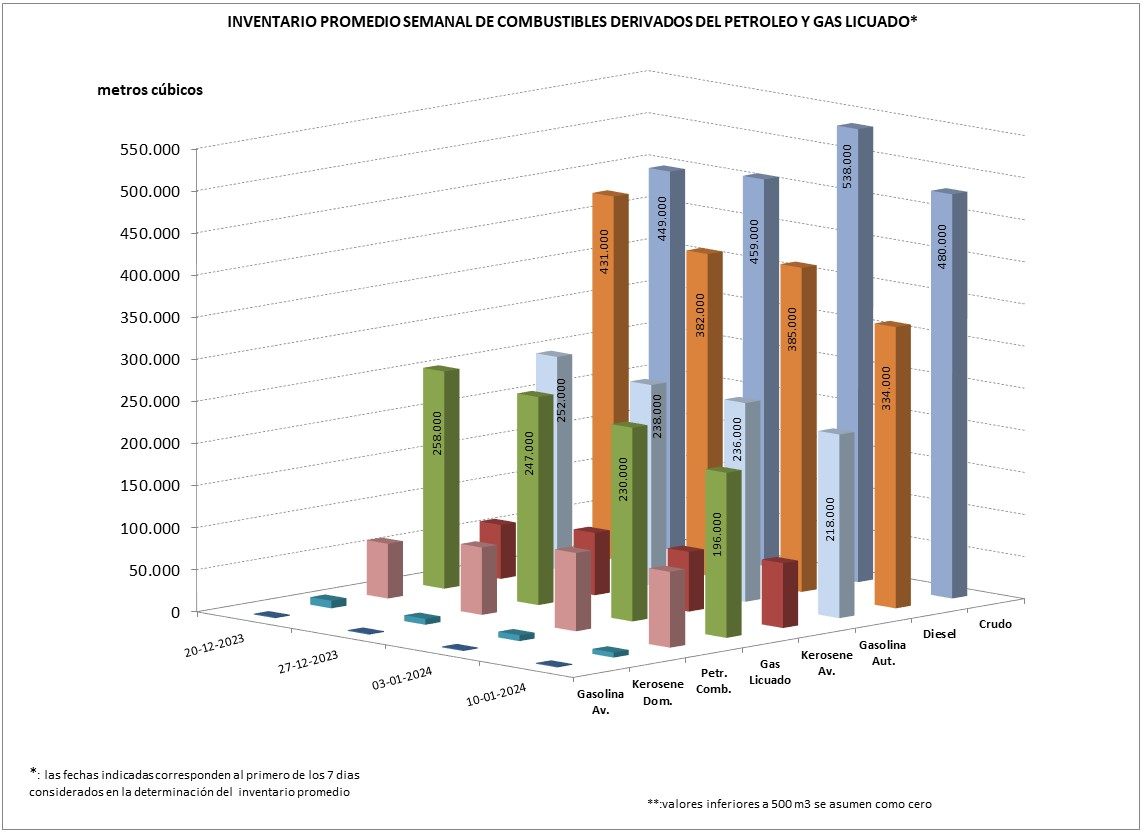 INVENTARIO PROMEDIO SEMANAL DE COMBUSTIBLES DERIVADOS DEL PETROLEO Y GAS LICUADO*
metros cúbicos
550.000
500.000
450.000
400.000
350.000
300.000
250.000
200.000
150.000
100.000
50.000
0
258.000
247.000
230.000
196.000
252.000
238.000
236.000
218.000
431.000
382.000
385.000
334.000
449.000
459.000
538.000
480.000
20-12-2023
27-12-2023
03-01-2024
10-01-2024
Gasolina
Av.
Kerosene
Dom.
Petr.
Comb.
Gas
Licuado
Kerosene
Av.
Gasolina
Aut.
Diesel
Crudo
*: las fechas indicadas corresponden al primero de los 7 dias
considerados en la determinación del inventario promedio
**:valores inferiores a 500 m3 se asumen como cero